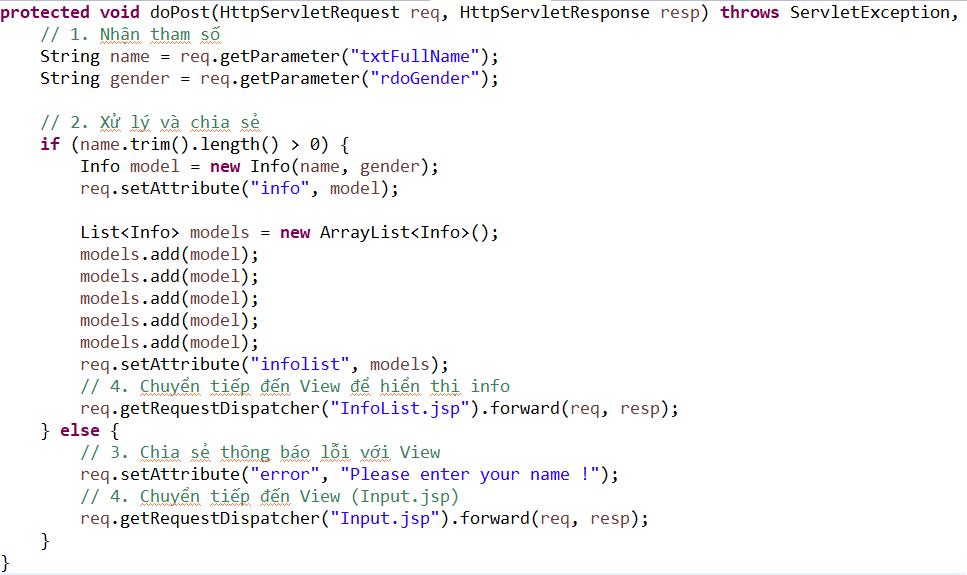 protected void doPost(HttpServletRequest req, HttpServletResponse resp) throws ServletException,
// 1. Nhận tham số
String name = req.getParameter("txtFullName");
String gender = req.getParameter("rdoGender");
// 2. Xử lý và chia sẻ
if (name.trim().length() > 0) {
Info model = new Info(name, gender);
req.setAttribute("info", model);
List<Info> models = new ArrayList<Info>();
models.add(model);
models.add(model);
models.add(model);
models.add(model);
models.add(model);
req.setAttribute("infolist", models);
// 4. Chuyển tiếp đến View để hiển thị info
req.getRequestDispatcher("InfoList.jsp").forward(req, resp);
} else {
// 3. Chia sẻ thông báo lỗi với View
req.setAttribute("error", "Please enter your name !");
// 4. Chuyển tiếp đến View (Input.jsp)
req.getRequestDispatcher("Input.jsp").forward(req, resp);
}
}